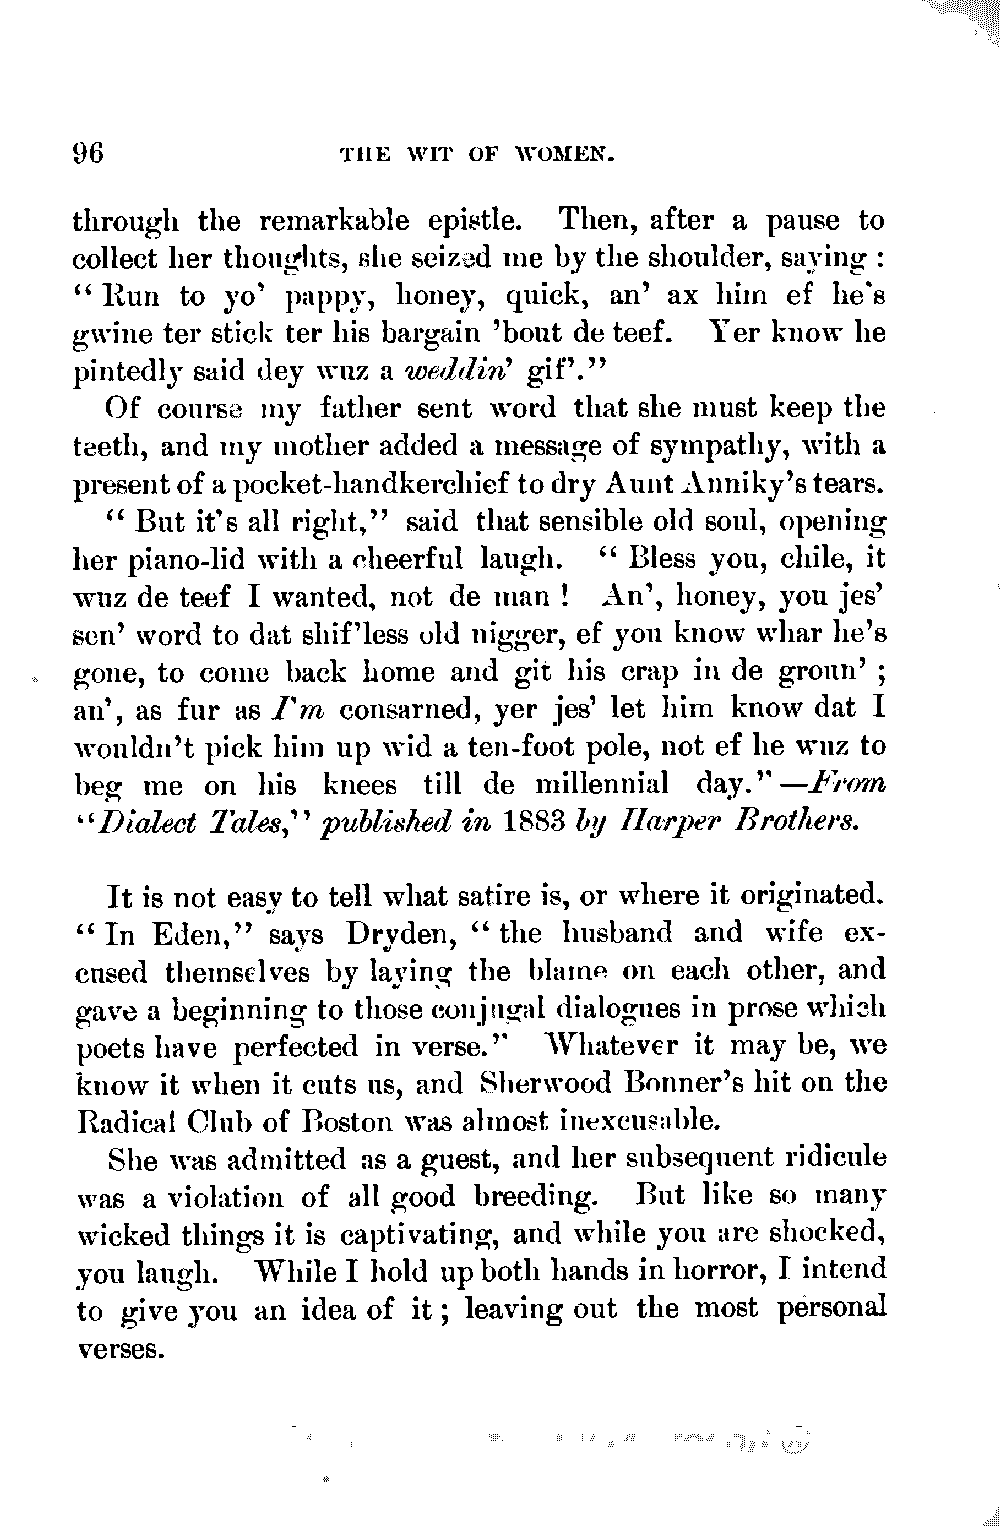 96 THE WIT OF WOMEN.
through the remarkable epistle. Then, after a pause to
collect her thoughts, she seized me by the shoulder, saying :
“ Run to yo’ pappy, honey, quick, an’ ax him ef he’s
gwine ter stick ter his bargain ’bout de teef. Yer know he
pintedly said dey wuz a weddin’ gif’.”
Of course my father sent word that she must keep the
teeth, and my mother added a message of sympathy, with a
present of a pocket-handkerchief to dry Aunt Anniky’s tears.
“ But it’s all right,” said that sensible old soul, opening
her piano-lid with a cheerful laugh. “ Bless you, chile, it
wuz de teef I wanted, not de man ! An’, honey, you jes’
sen’ word to dat shif’less old nigger, ef you know whar he’s
gone, to come back home and git his crap in de groun’ ;
an’, as fur as I’m consarned, yer jes’ let him know dat I
wouldn’t pick him up wid a ten-foot pole, not ef he wuz to
beg me on his knees till de millennial day.” —From
“Dialect Tales,” published in 1883 by Harper Brothers.
It is not easy to tell what satire is, or where it originated.
“ In Eden,” says Dryden, “ the husband and wife ex-
cused themselves by laying the blame on each other, and
gave a beginning to those conjugal dialogues in prose which
poets have perfected in verse.” Whatever it may be, we
know it when it cuts us, and Sherwood Bonner’s hit on the
Radical Club of Boston was almost inexcusable.
She was admitted as a guest, and her subsequent ridicule
was a violation of all good breeding. But like so many
wicked things it is captivating, and while you are shocked,
you laugh. While I hold up both hands in horror, I intend
to give you an idea of it ; leaving out the most personal
verses.